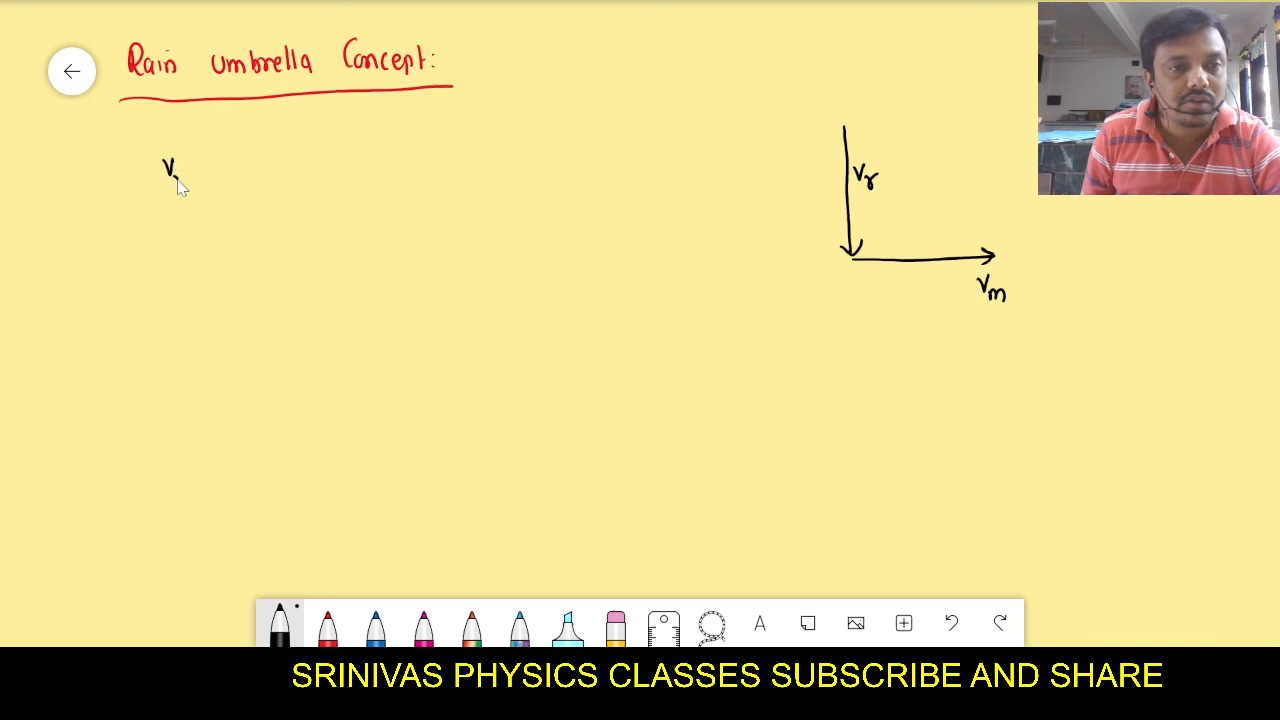 Rain umbrella Concept:
V
Vr
Vm
A
SRINIVAS PHYSICS CLASSES SUBSCRIBE AND SHARE